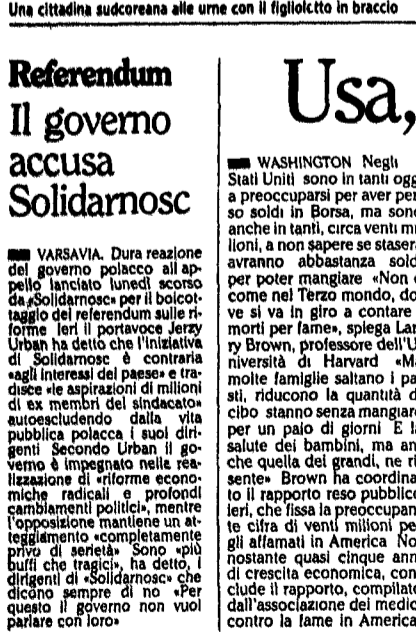 Una cittadina sudcoreana alle urne con il figlioletto in braccio
Referendum
Il governo
accusa
Solidarnosc
VARSAVIA. Dura reazione
del governo polacco all ap-
pello lanciato lunedì scorso
da «Solidarnosc» per il boicot-
taggio del referendum sulle ri-
forme Ieri il portavoce Jerzy
Urban ha detto che l'iniziativa
di Solidarnosc è contraria
«agli interessi del paese» e tra-
disce «le aspirazioni di milioni
di ex membri del sindacato»
autoescludendo dalla vita
pubblica polacca i suoi diri-
genti Secondo Urban il go-
verno è impegnato nella rea-
lizzazione di «riforme econo-
miche radicali e profondi
cambiamenti politici», mentre
l'opposizione mantiene un at-
teggiamento «completamente
privo di serietà» Sono «più
buffi che tragici», ha detto, i
dirigenti di «Solidarnosc» che
dicono sempre di no «Per
questo il governo non vuol
parlare con loro»
Usa,
WASHINGTON Negli
Stati Uniti sono in tanti ogg
a preoccuparsi per aver per
so soldi in Borsa, ma sono
anche in tanti, circa venti mi
lioni, a non sapere se stasera
avranno abbastanza sold
per poter mangiare «Non è
come nel Terzo mondo, do
ve si va in giro a contare i
morti per fame», spiega Lar
ry Brown, professore dell'U
niversità di Harvard «Ma
molte famiglie saltano i pa
sti, riducono la quantità d
cibo stanno senza mangiare
per un paio di giorni E la
salute dei bambini, ma an
che quella dei grandi, ne ri
sente» Brown ha coordina
to il rapporto reso pubblico
ieri, che fissa la preoccupan
te cifra di venti milioni pe
gli affamati in America No
nostante quasi cinque ann
di crescita economica, con
clude il rapporto, compilato
dall'associazione dei medic
contro la fame in America